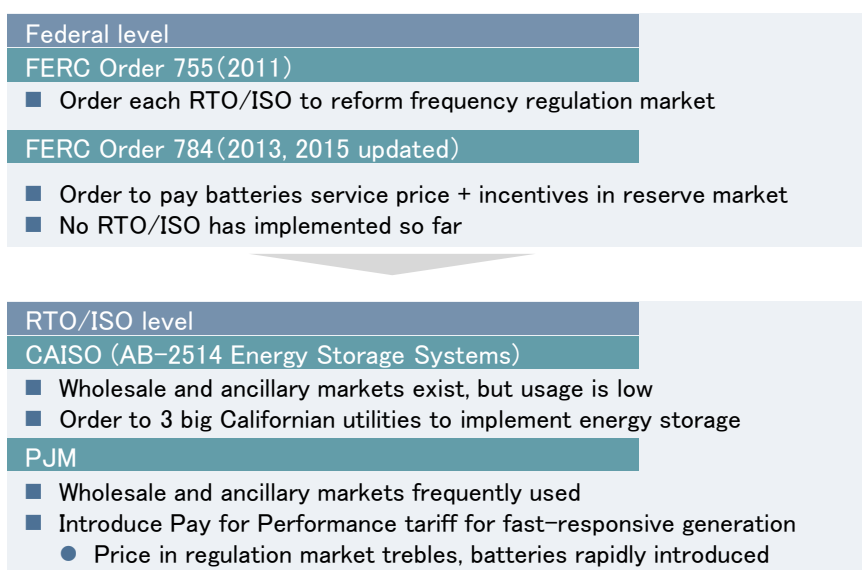 Federal level
FERC Order 755(2011)
■ Order each RTO/ISO to reform frequency regulation market
FERC Order 784(2013, 2015 updated)
■ Order to pay batteries service price + incentives in reserve market
■ No RTO/ISO has implemented so far
RTO/ISO level
CAISO (AB-2514 Energy Storage Systems)
■ Wholesale and ancillary markets exist, but usage is low
■ Order to 3 big Californian utilities to implement energy storage
PJM
■ Wholesale and ancillary markets frequently used
■ Introduce Pay for Performance tariff for fast-responsive generation
● Price in regulation market trebles, batteries rapidly introduced